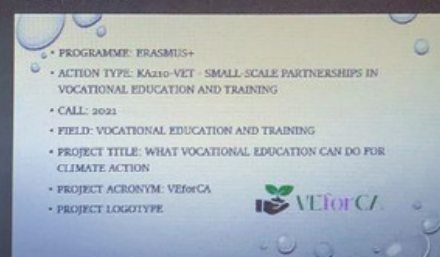 • PROGRAMME: ERASMUS+
• ACTION TYPE: KA210-VET - SMALL-SCALE PARTNERSHIPS IN
VOCATIONAL EDUCATION AND TRAINING
• CALL: 2021
• FIELD: VOCATIONAL EDUCATION AND TRAINING
• PROJECT TITLE: WHAT VOCATIONAL EDUCATION CAN DO FOR
CLIMATE ACTION
• PROJECT ACRONYM: VEforCA
• PROJECT LOGOTYPE
VEforCA